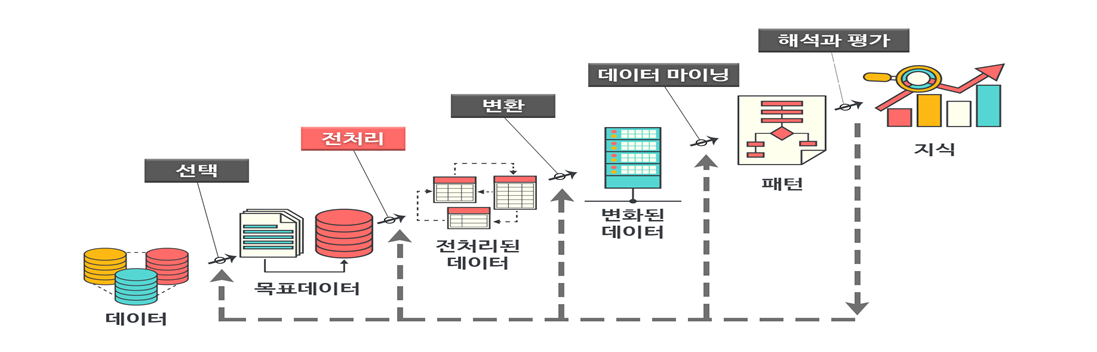 해석과 평가
데이터 마이닝
변환
전처리
선택
지식
패턴
변화된
데이터
전처리된
데이터
목표데이터
데이터